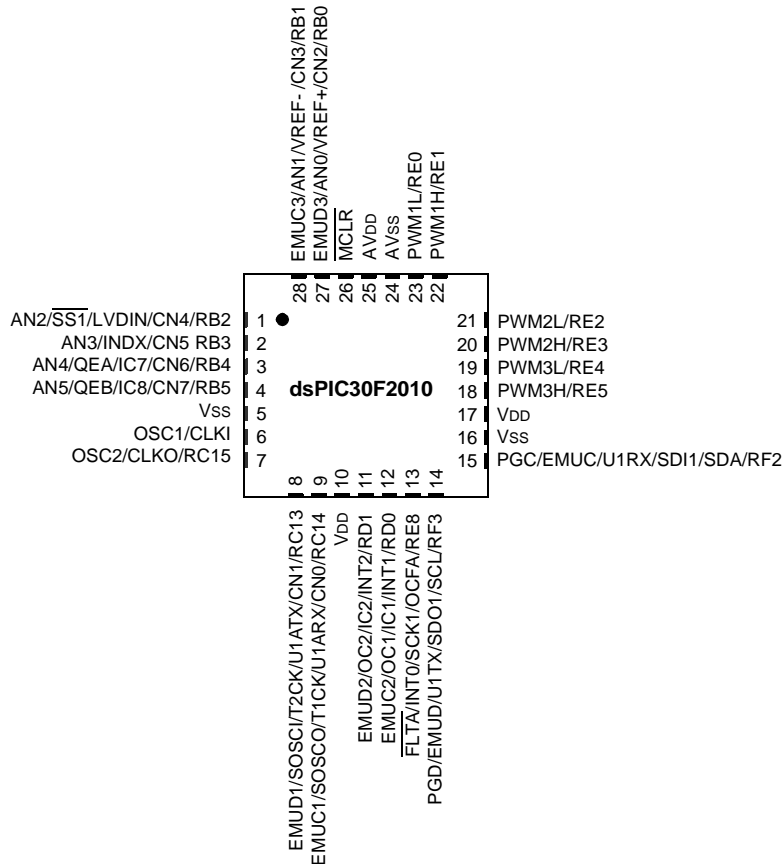 EMUC3/AN1/VREF- /CN3/RB1
EMUD3/AN0/VREF+/CN2/RB0
MCLR
AVDD
AVSS
PWM1L/RE0
PWM1H/RE1
28
27
26
25
24
23
22
AN2/SS1/LVDIN/CN4/RB2 1
AN3/INDX/CN5 RB3 2
AN4/QEA/IC7/CN6/RB4 3
AN5/QEB/IC8/CN7/RB5 4
VSS 5
OSC1/CLKI 6
OSC2/CLKO/RC15 7
dsPIC30F2010
21 PWM2L/RE2
20 PWM2H/RE3
19 PWM3L/RE4
18 PWM3H/RE5
17 VDD
16 VSS
15 PGC/EMUC/U1RX/SDI1/SDA/RF2
8
9
10
11
12
13
14
EMUD1/SOSCI/T2CK/U1ATX/CN1/RC13
EMUC1/SOSCO/T1CK/U1ARX/CN0/RC14
VDD
EMUD2/OC2/IC2/INT2/RD1
EMUC2/OC1/IC1/INT1/RD0
FLTA/INT0/SCK1/OCFA/RE8
PGD/EMUD/U1TX/SDO1/SCL/RF3